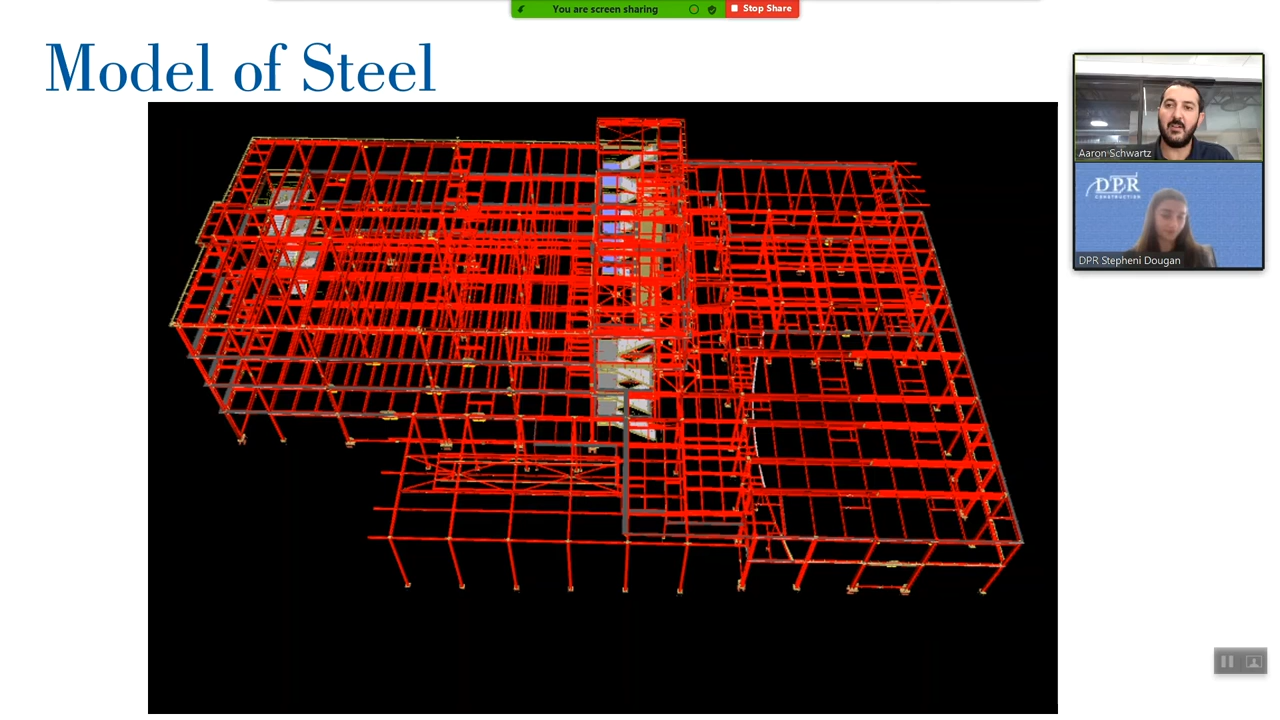 You are screen sharing
Stop Share
Model of Steel
Aaron Schwartz
DPR
CONSTRUCTION
DPR Stepheni Dougan